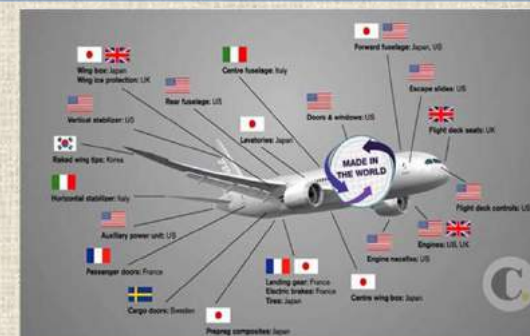 Wing box: Japan
Wing ice protection: UK
Centre fuselage: Italy
Forward fuselage: Japan, US
Vertical stabilizer: US
Rear fuselage: US
Escape slides: US
Doors & windows: US
Lavatories: Japan
Flight deck seats: UK
Raked wing tips: Korea
MADE IN
THE WORLD
Horizontal stabilizer: Italy
Flight deck controls: US
Auxiliary power unit: US
Engines: US, UK
Passenger doors: France
Engine nacelles: US
Landing gear: France
Electric brakes: France
Tires: Japan
Centre wing box: Japan
Cargo doors: Sweden
Prepreg composites: Japan
C